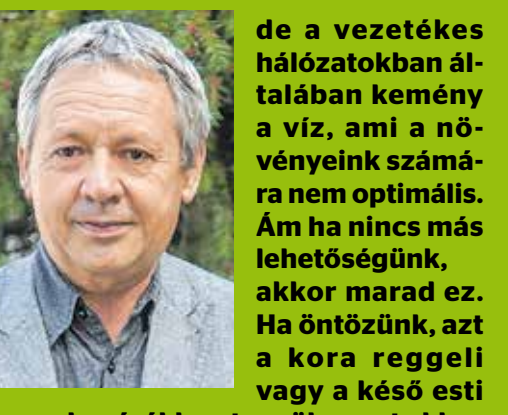 de a vezetékes
hálózatokban ál-
talában kemény
a víz, ami a nö-
vényeink számá-
ra nem optimális.
Ám ha nincs más
lehetőségünk,
akkor marad ez.
Ha öntözünk, azt
a kora reggeli
vagy a késő esti